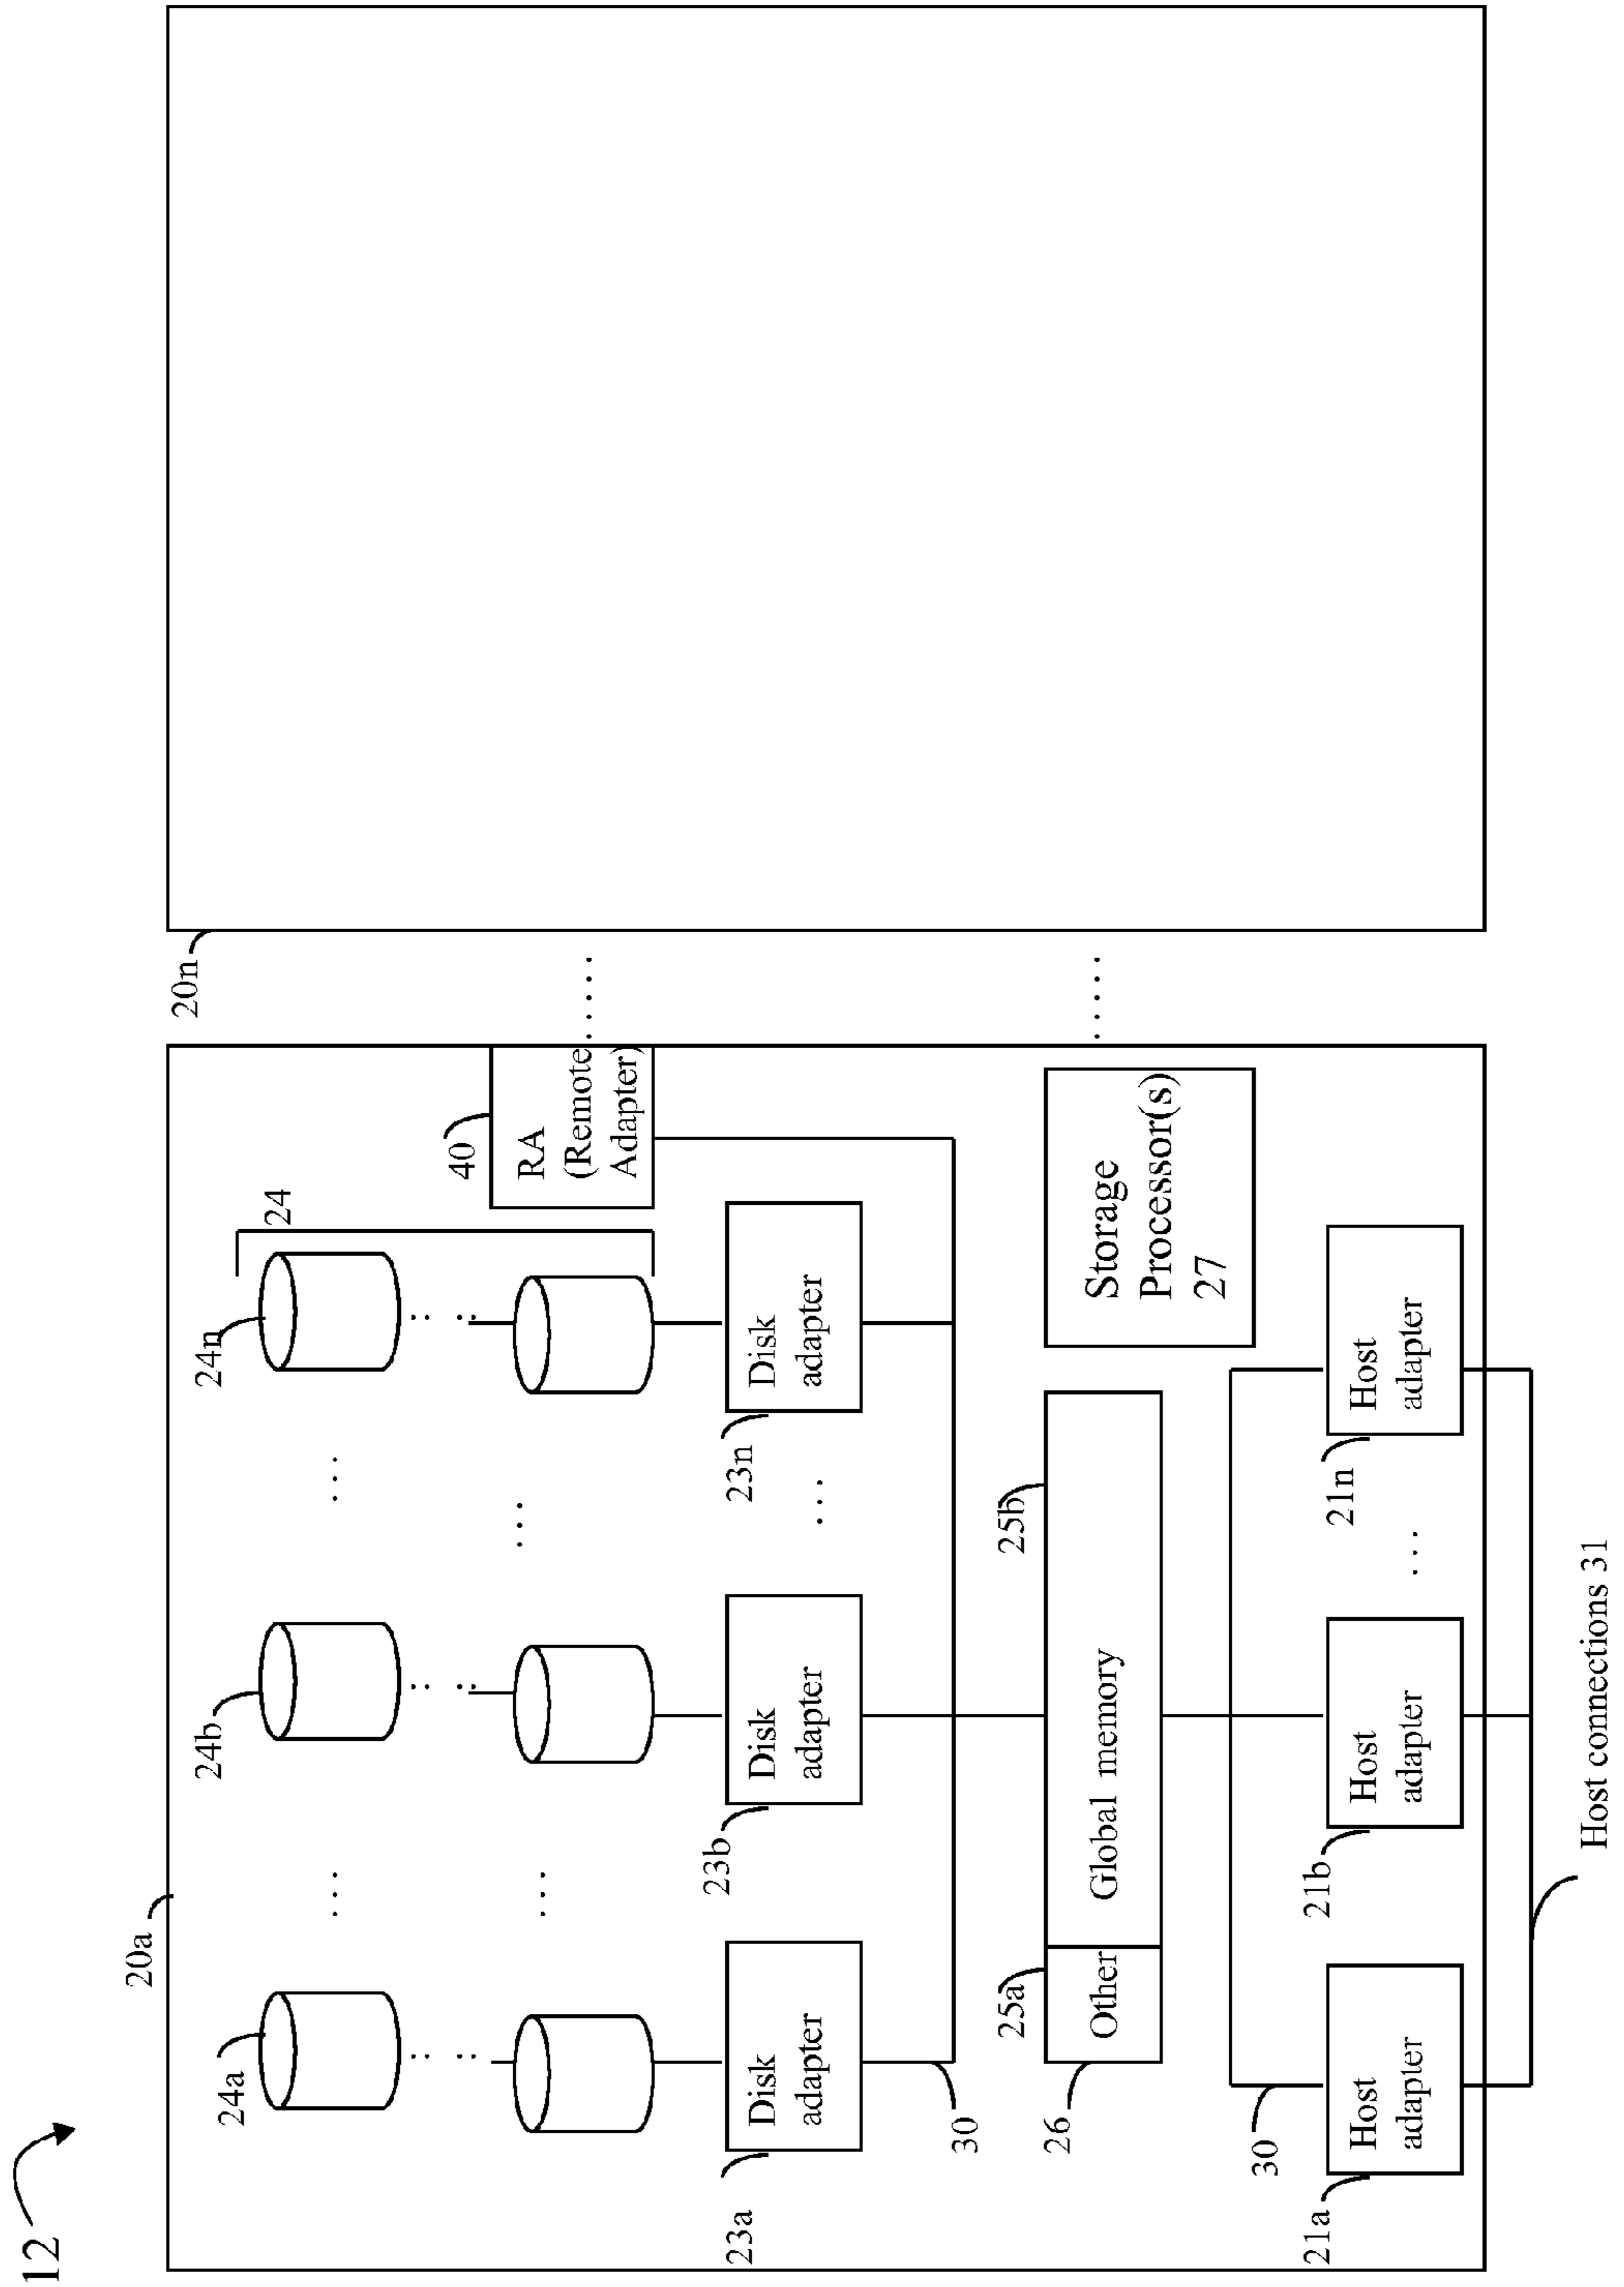 12
20a
20n
24a
24b
24n
24
40
RA
(Remote
Adapter)
23a
Disk
adapter
23b
Disk
adapter
23n
Disk
adapter
30
26
25a
25b
Other
Global memory
Storage
Processor(s)
27
30
21a
Host
adapter
21b
Host
adapter
21n
Host
adapter
Host connections 31